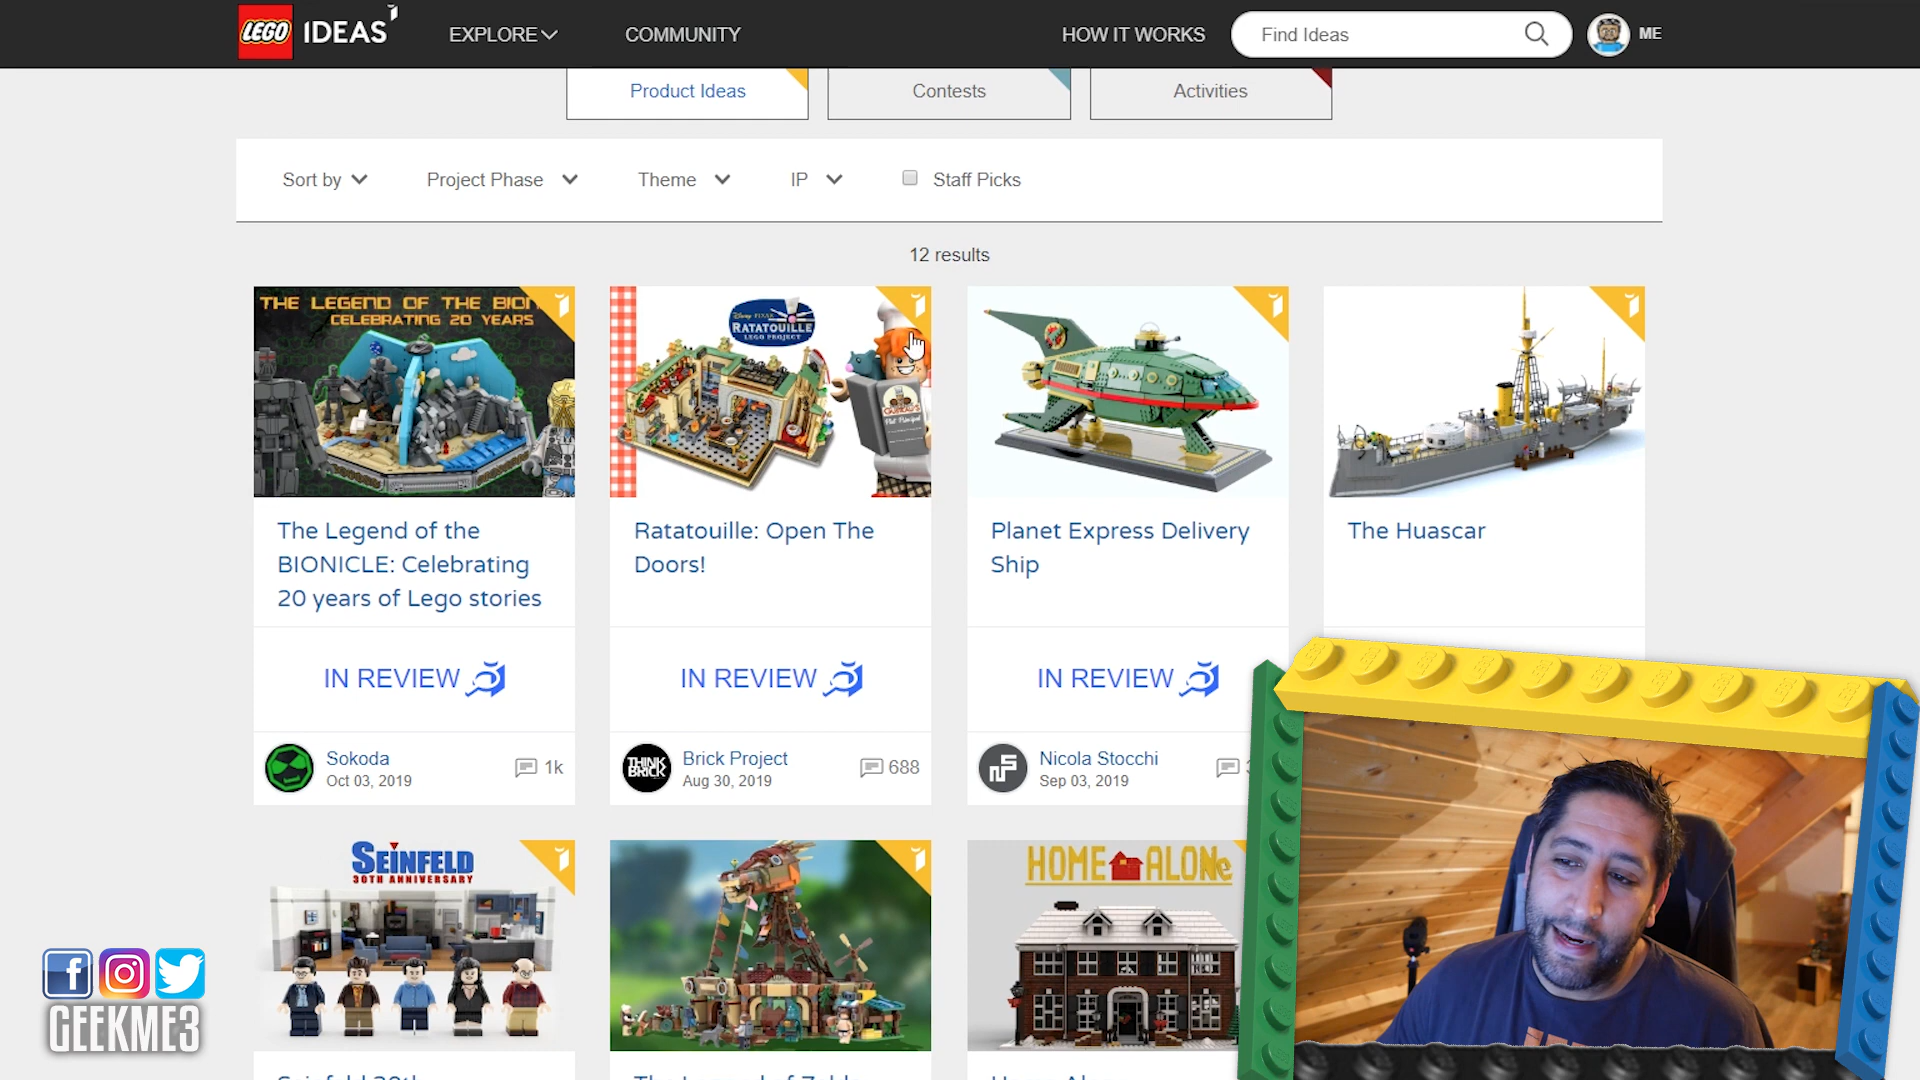 LEGO IDEAS
EXPLORE
COMMUNITY
HOW IT WORKS
Find Ideas
ME
Product Ideas
Contests
Activities
Sort by
Project Phase
Theme
IP
Staff Picks
12 results
THE LEGEND OF THE BION
CELEBRATING 20 YEARS
Disney PIXAR
RATATOUILLE
LEGO PROJECT
The Legend of the
BIONICLE: Celebrating
20 years of Lego stories
Ratatouille: Open The
Doors!
Planet Express Delivery
Ship
The Huascar
IN REVIEW
IN REVIEW
IN REVIEW
Sokoda
Oct 03, 2019
1k
THINK
BRICK
Brick Project
Aug 30, 2019
688
Nicola Stocchi
Sep 03, 2019
SEINFELD
30TH ANNIVERSARY
HOME ALONe
GEEKME3